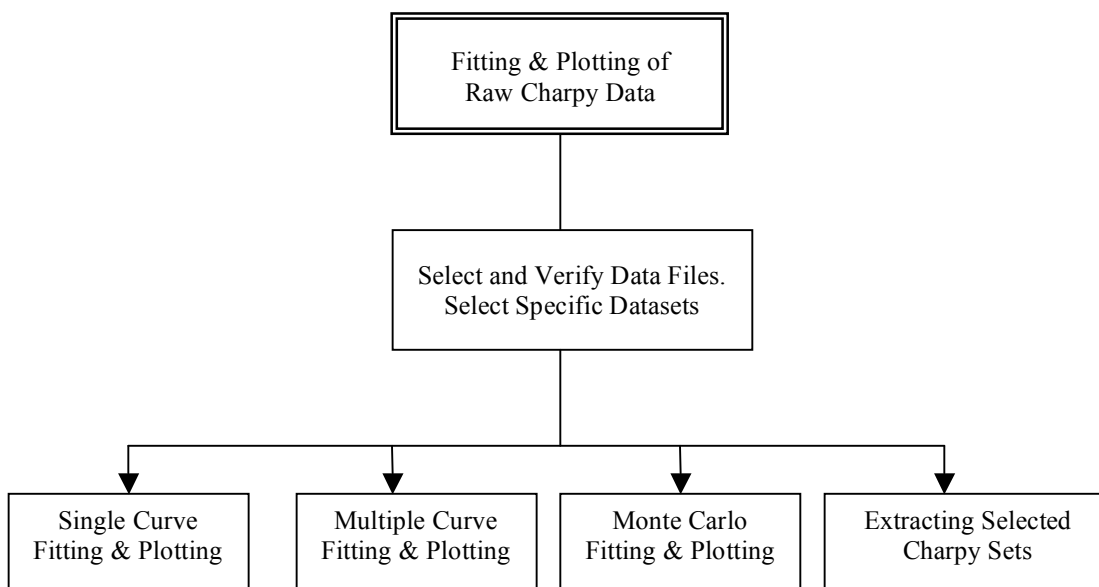 Fitting & Plotting of
Raw Charpy Data
Select and Verify Data Files.
Select Specific Datasets
Single Curve
Fitting & Plotting
Multiple Curve
Fitting & Plotting
Monte Carlo
Fitting & Plotting
Extracting Selected
Charpy Sets